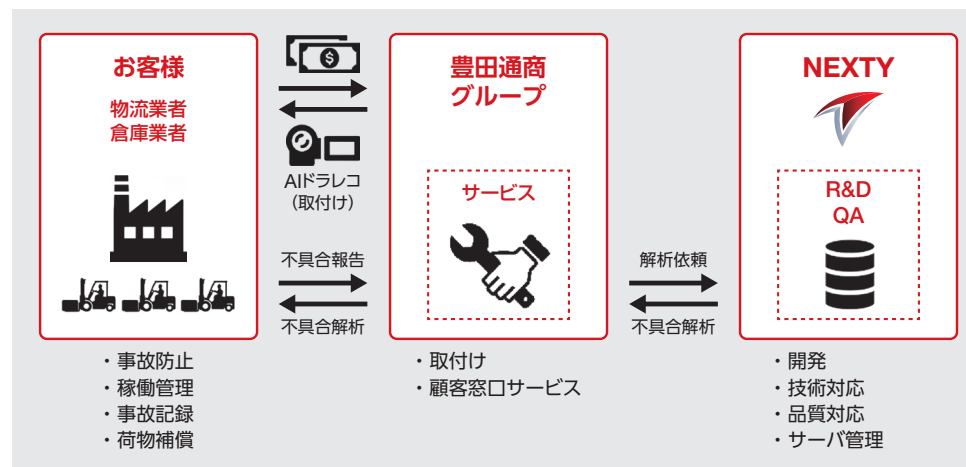 お客様
物流業者
倉庫業者
AIドラレコ
（取付け）
不具合報告
不具合解析
・事故防止
・稼働管理
・事故記録
・荷物補償
豊田通商
グループ
サービス
・取付け
・顧客窓口サービス
解析依頼
不具合解析
NEXTY
R&D
QA
・開発
・技術対応
・品質対応
・サーバ管理